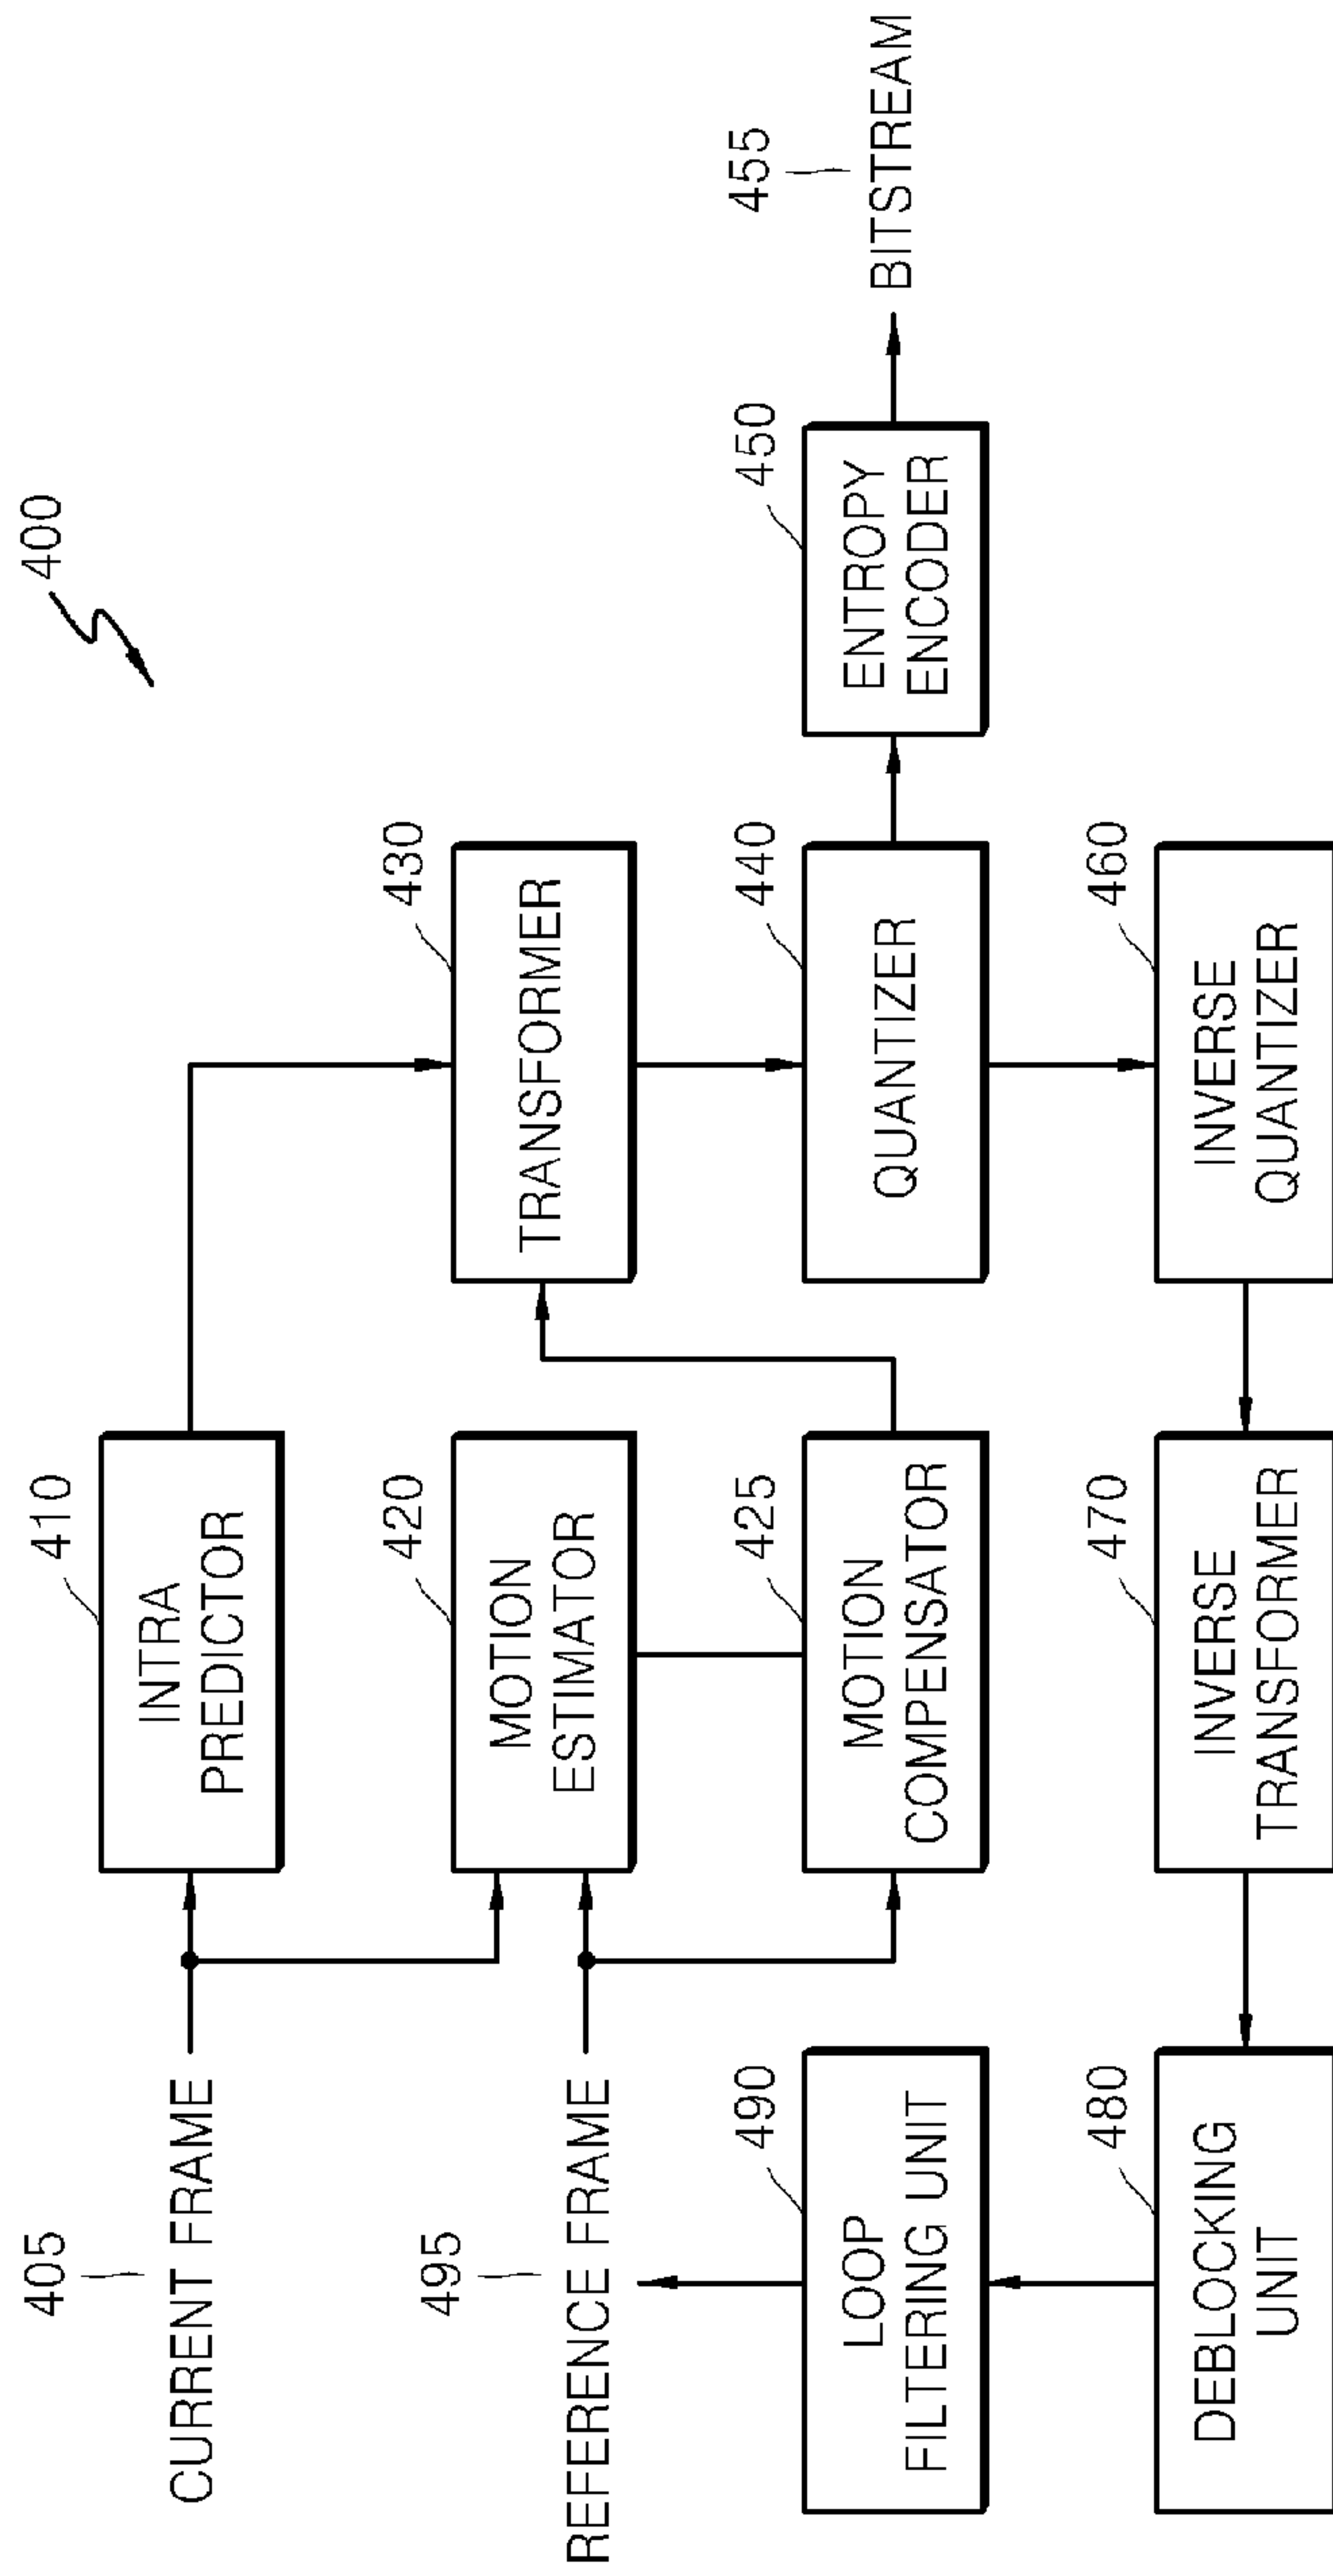 400
405
CURRENT FRAME
410
INTRA
PREDICTOR
495
REFERENCE FRAME
420
MOTION
ESTIMATOR
430
TRANSFORMER
490
LOOP
FILTERING UNIT
425
MOTION
COMPENSATOR
440
QUANTIZER
450
ENTROPY
ENCODER
455
BITSTREAM
480
DEBLOCKING
UNIT
470
INVERSE
TRANSFORMER
460
INVERSE
QUANTIZER